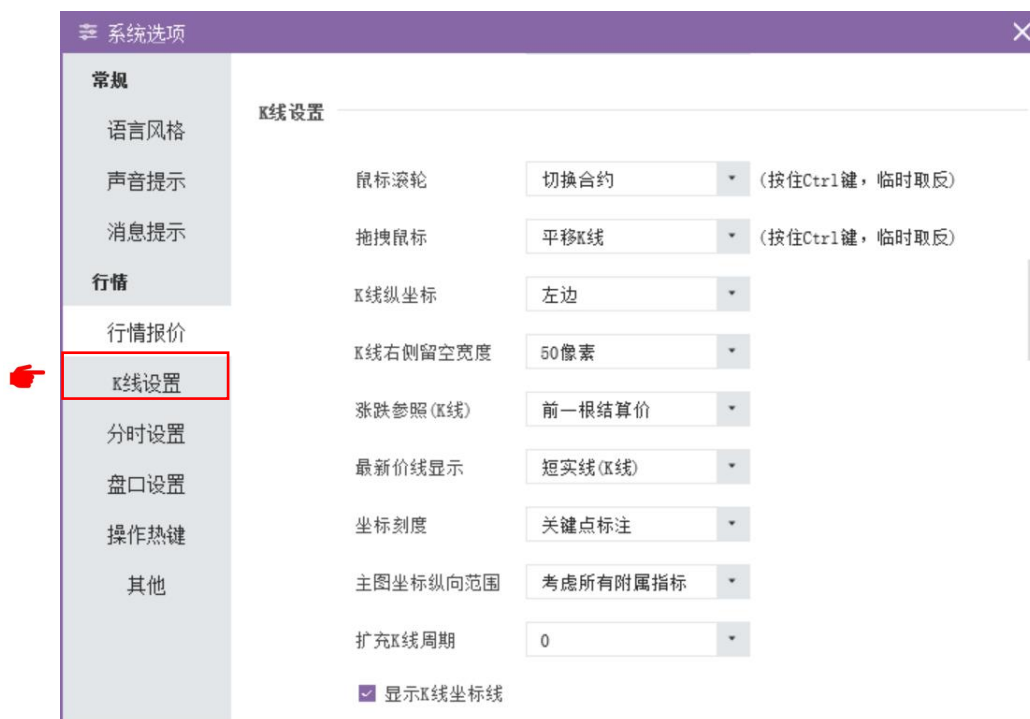 系统选项
常规
语言风格
声音提示
消息提示
行情
行情报价
K线设置
分时设置
盘口设置
操作热键
其他
K线设置
鼠标滚轮 切换合约 (按住Ctrl键，临时取反)
拖拽鼠标 平移K线 (按住Ctrl键，临时取反)
K线纵坐标 左边
K线右侧留空宽度 50像素
涨跌参照(K线) 前一根结算价
最新价线显示 短实线(K线)
坐标刻度 关键点标注
主图坐标纵向范围 考虑所有附属指标
扩充K线周期 0
显示K线坐标线